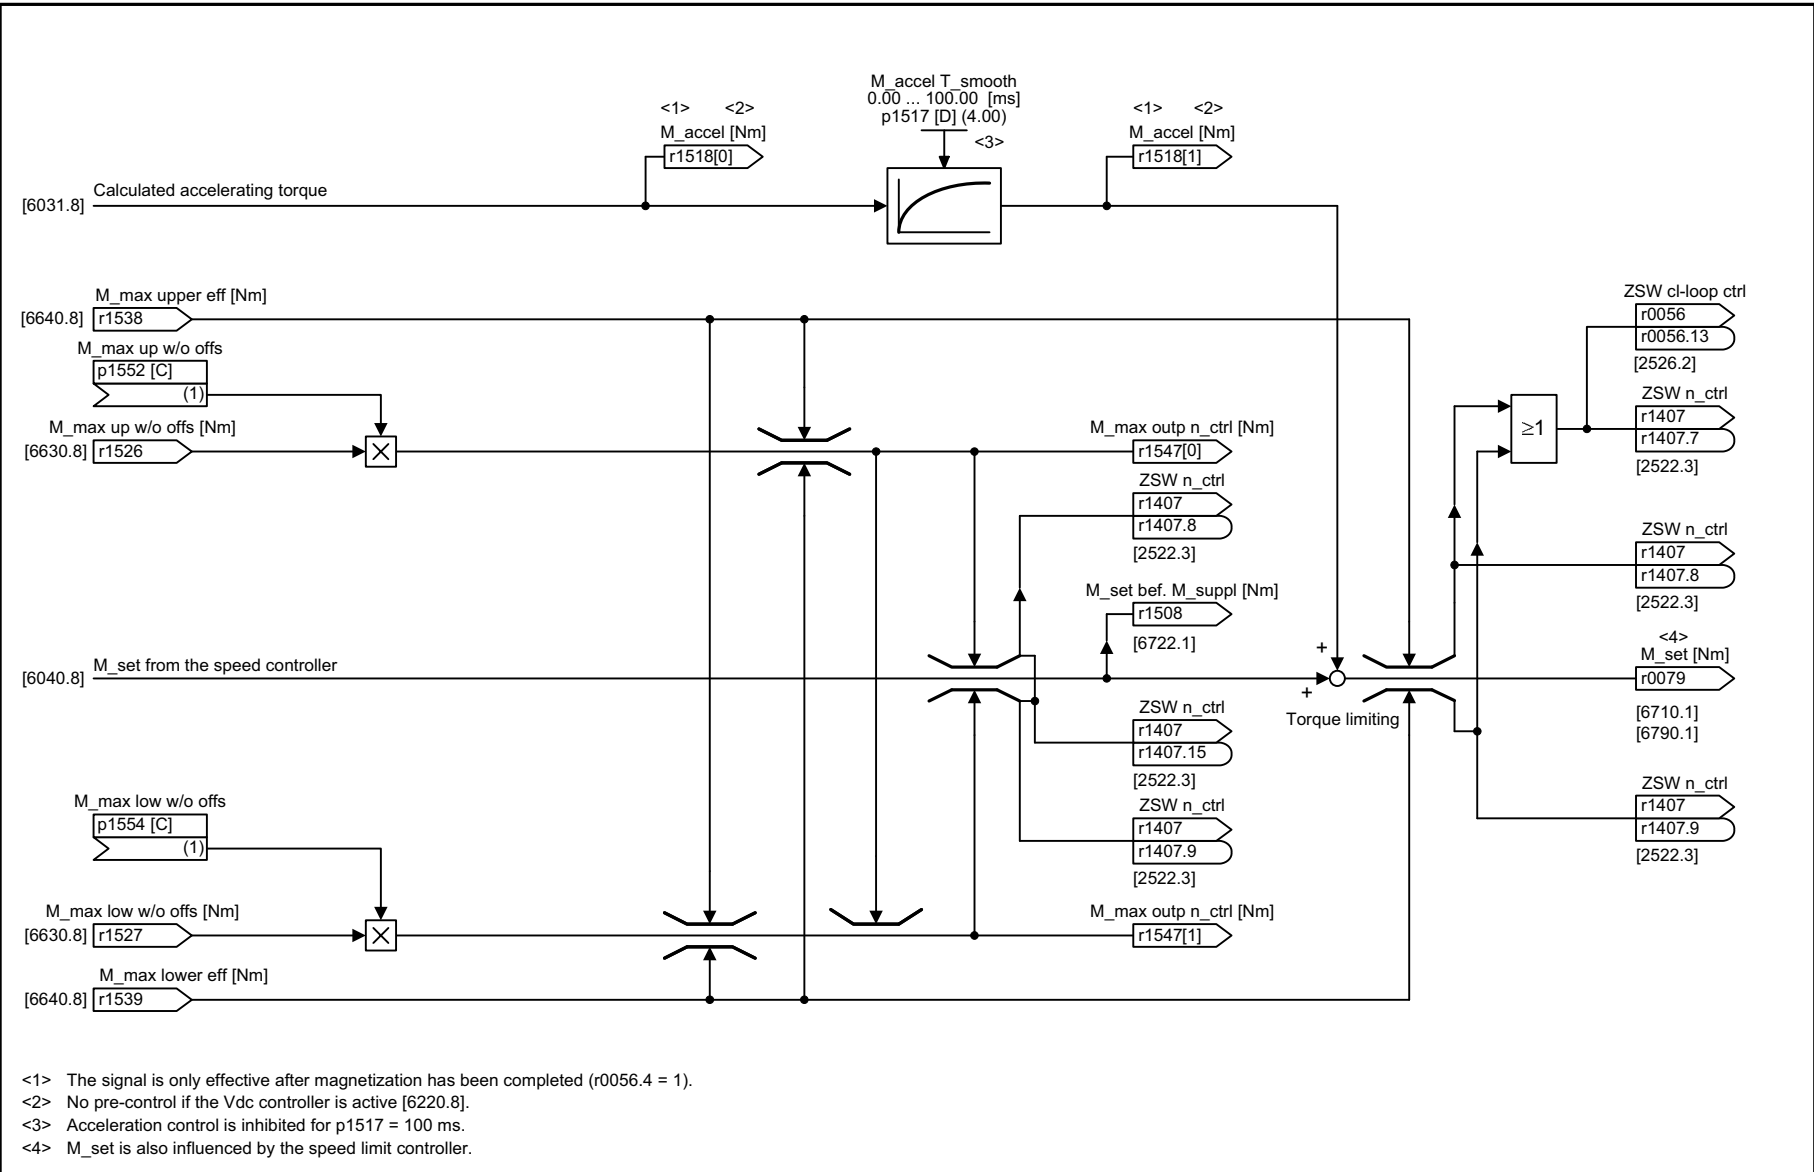 M_accel T_smooth
0.00 ... 100.00 [ms]
p1517 [D] (4.00)
<3>
<1> <2>
M_accel [Nm]
r1518[0]
<1> <2>
M_accel [Nm]
r1518[1]
Calculated accelerating torque
[6031.8]
M_max upper eff [Nm]
[6640.8] r1538
M_max up w/o offs
p1552 [C]
(1)
M_max up w/o offs [Nm]
[6630.8] r1526
M_max outp n_ctrl [Nm]
r1547[0]
ZSW n_ctrl
r1407
r1407.8
[2522.3]
M_set bef. M_suppl [Nm]
r1508
[6722.1]
M_set from the speed controller
[6040.8]
+
+
Torque limiting
ZSW n_ctrl
r1407
r1407.15
[2522.3]
ZSW n_ctrl
r1407
r1407.9
[2522.3]
M_max outp n_ctrl [Nm]
r1547[1]
M_max low w/o offs
p1554 [C]
(1)
M_max low w/o offs [Nm]
[6630.8] r1527
M_max lower eff [Nm]
[6640.8] r1539
≥1
ZSW cl-loop ctrl
r0056
r0056.13
[2526.2]
ZSW n_ctrl
r1407
r1407.7
[2522.3]
ZSW n_ctrl
r1407
r1407.8
[2522.3]
<4>
M_set [Nm]
r0079
[6710.1]
[6790.1]
ZSW n_ctrl
r1407
r1407.9
[2522.3]
<1> The signal is only effective after magnetization has been completed (r0056.4 = 1).
<2> No pre-control if the Vdc controller is active [6220.8].
<3> Acceleration control is inhibited for p1517 = 100 ms.
<4> M_set is also influenced by the speed limit controller.